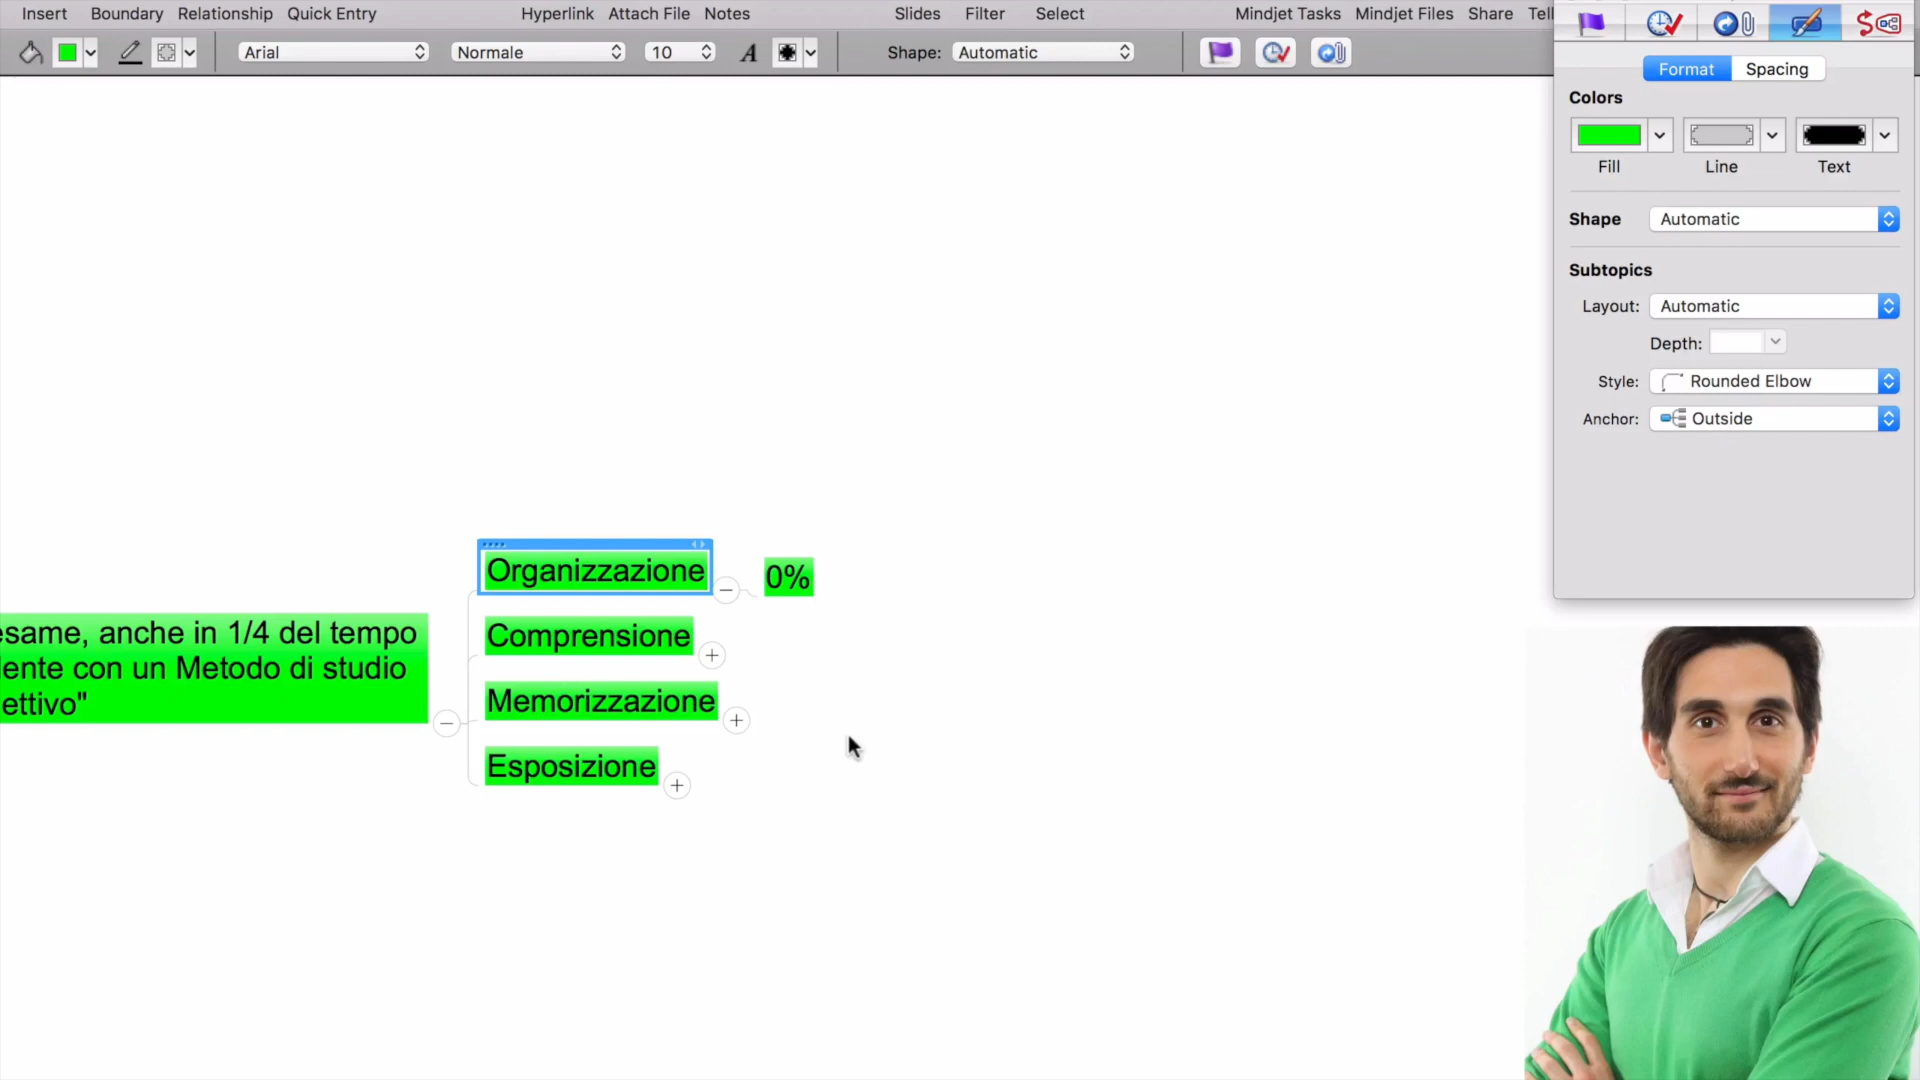 Insert Boundary Relationship Quick Entry Hyperlink Attach File Notes Slides Filter Select Mindjet Tasks Mindjet Files Share Tell
Arial Normale 10 A Shape: Automatic
Format Spacing
Colors
Fill Line Text
Shape Automatic
Subtopics
Layout: Automatic
Depth:
Style: Rounded Elbow
Anchor: Outside
Organizzazione 0%
esame, anche in 1/4 del tempo
ente con un Metodo di studio
ettivo"
Comprensione
Memorizzazione
Esposizione